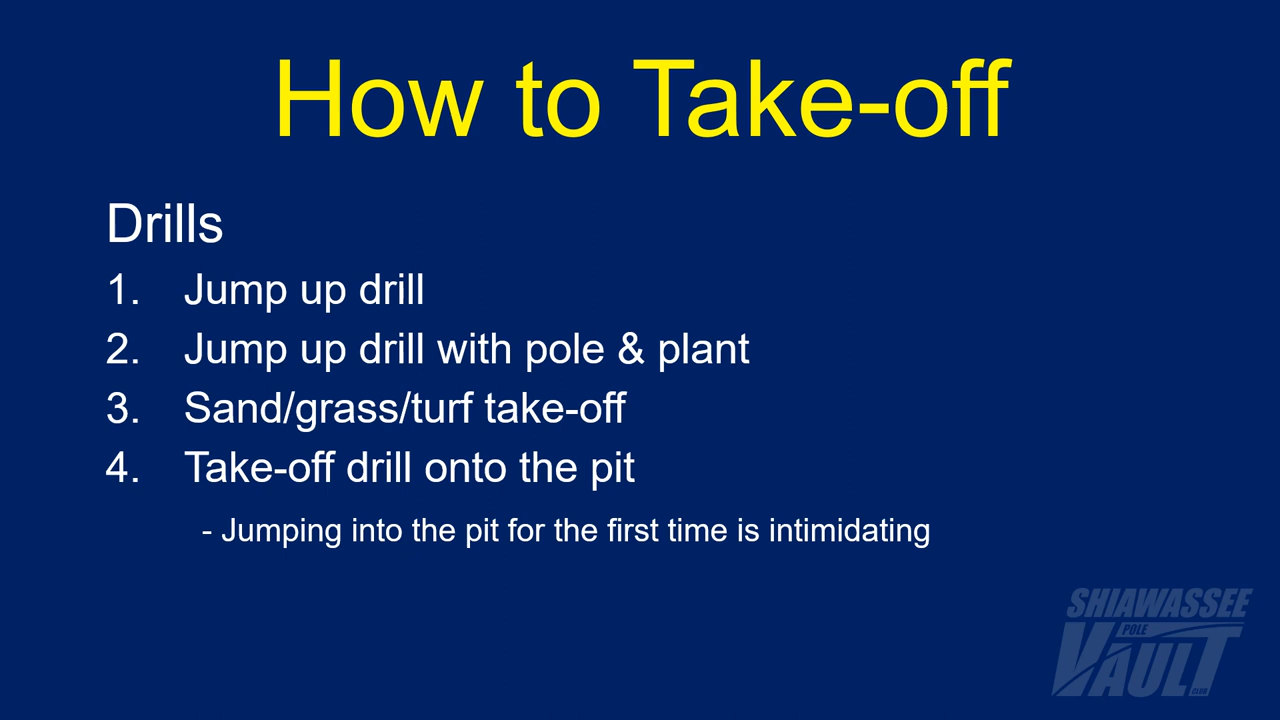 How to Take-off
Drills
1. Jump up drill
2. Jump up drill with pole & plant
3. Sand/grass/turf take-off
4. Take-off drill onto the pit
- Jumping into the pit for the first time is intimidating
SHIAWASSEE
POLE
VAULT
CLUB